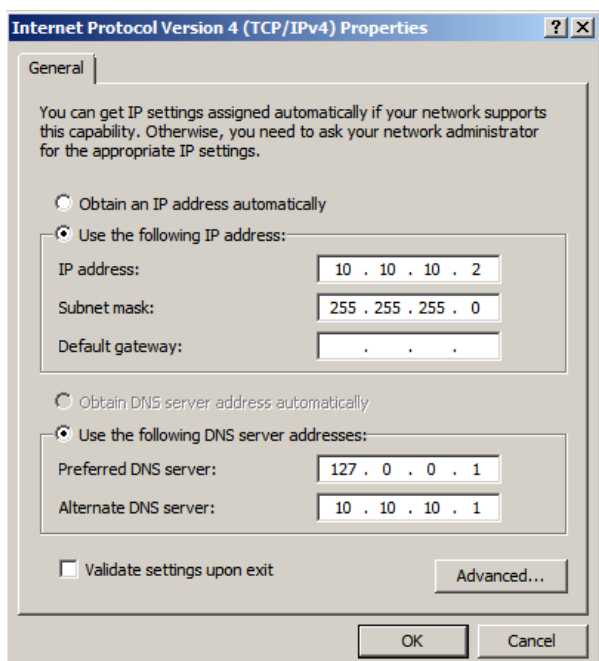 Internet Protocol Version 4 (TCP/IPv4) Properties
General
You can get IP settings assigned automatically if your network supports
this capability. Otherwise, you need to ask your network administrator
for the appropriate IP settings.
Obtain an IP address automatically
Use the following IP address:
IP address: 10 . 10 . 10 . 2
Subnet mask: 255 . 255 . 255 . 0
Default gateway: . . .
Obtain DNS server address automatically
Use the following DNS server addresses:
Preferred DNS server: 127 . 0 . 0 . 1
Alternate DNS server: 10 . 10 . 10 . 1
Validate settings upon exit
Advanced...
OK Cancel